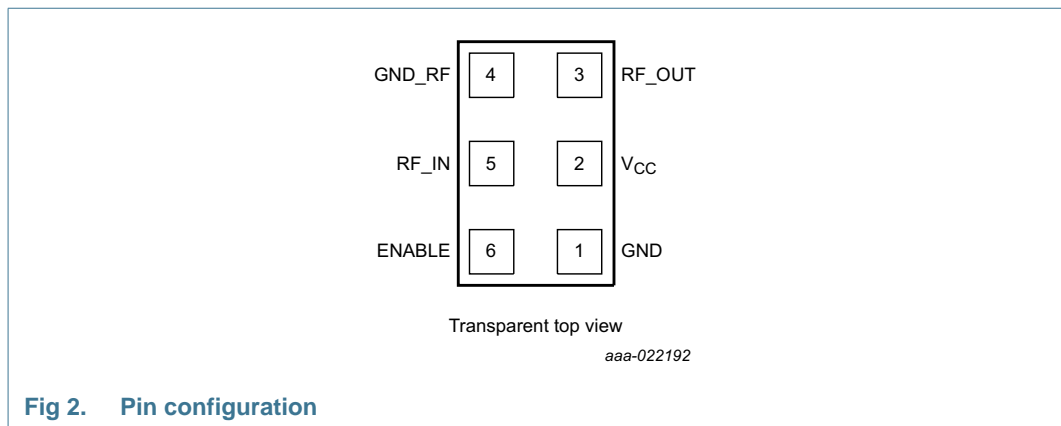 GND_RF 4 3 RF_OUT
RF_IN 5 2 VCC
ENABLE 6 1 GND
Transparent top view
aaa-022192
Fig 2. Pin configuration